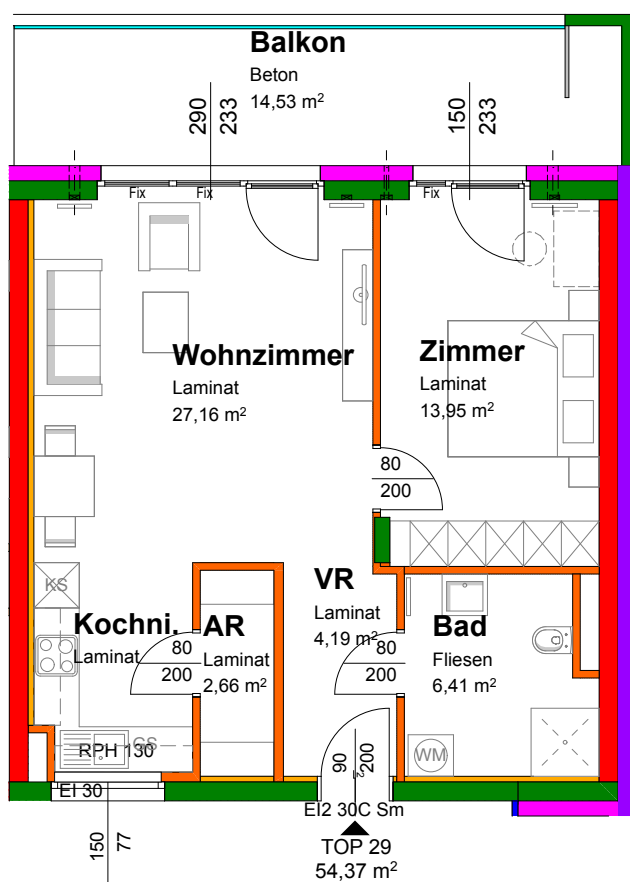 Balkon
Beton
14,53 m²
290
233
150
233
Fix
Fix
Fix
Wohnzimmer
Laminat
27,16 m²
Zimmer
Laminat
13,95 m²
80
200
KS
Kochni.
Laminat
80
200
AR
Laminat
2,66 m²
VR
Laminat
4,19 m²
80
200
Bad
Fliesen
6,41 m²
GS
RPH 130
WM
EI 30
90
200
EI2 30C Sm
150
77
TOP 29
54,37 m²